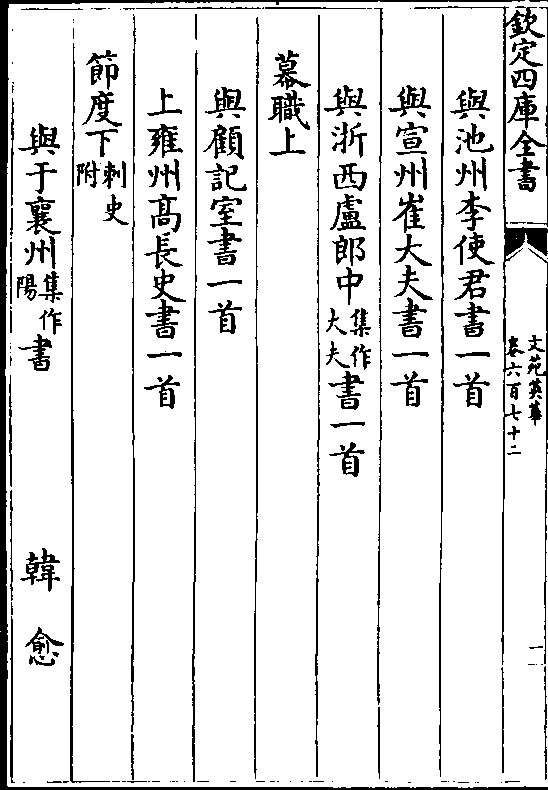 欽定四庫全書
文苑英華
卷六百七十二
與池州李使君書一首
與宣州崔大夫書一首
與浙西盧郎中集作大夫書一首
幕職上
與顧記室書一首
上雍州髙長史書一首
節度下刺史附
與于襄州集作陽書 韓愈